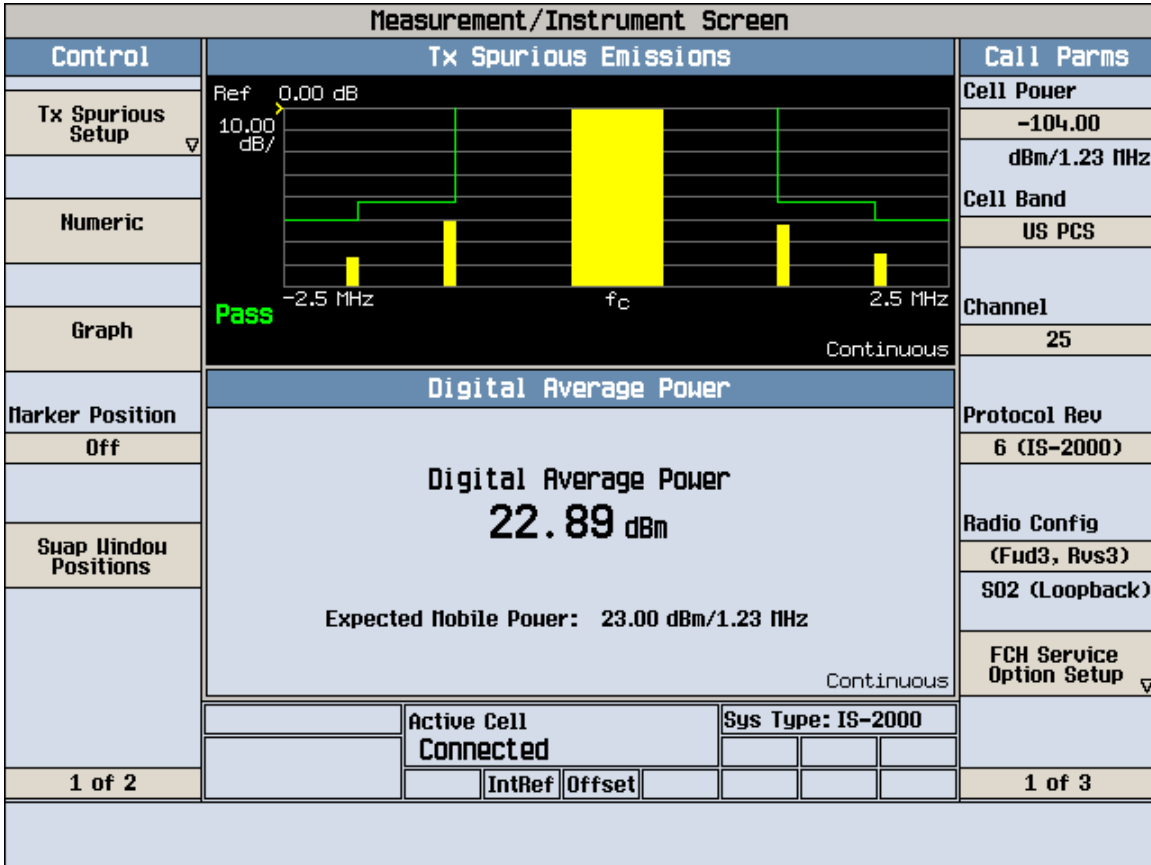 Measurement/Instrument Screen
Control
Tx Spurious
Setup
Numeric
Graph
Marker Position
Off
Swap Window
Positions
1 of 2
Tx Spurious Emissions
Ref 0.00 dB
10.00
dB/
-2.5 MHz
fc
2.5 MHz
Pass
Continuous
Digital Average Power
Digital Average Power
22.89 dBm
Expected Mobile Power: 23.00 dBm/1.23 MHz
Continuous
Active Cell
Connected
Sys Type: IS-2000
IntRef
Offset
Call Parms
Cell Power
-104.00
dBm/1.23 MHz
Cell Band
US PCS
Channel
25
Protocol Rev
6 (IS-2000)
Radio Config
(Fwd3, Rvs3)
SO2 (Loopback)
FCH Service
Option Setup
1 of 3